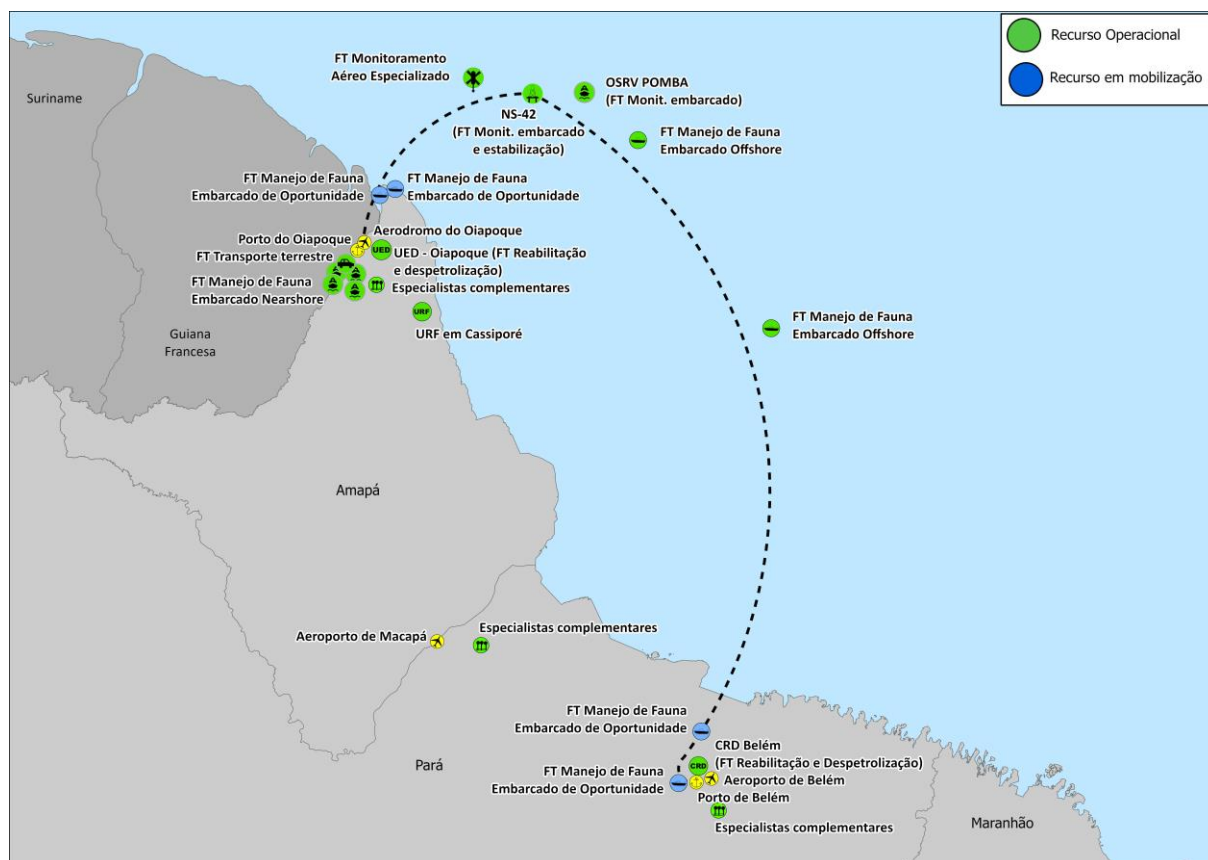 Recurso Operacional
Recurso em mobilização
FT Monitoramento
Aéreo Especializado
OSRV POMBA
(FT Monit. embarcado)
NS-42
(FT Monit. embarcado
e estabilização)
FT Manejo de Fauna
Embarcado Offshore
Suriname
FT Manejo de Fauna
Embarcado de Oportunidade
FT Manejo de Fauna
Embarcado de Oportunidade
Aerodromo do Oiapoque
Porto do Oiapoque
UED
UED - Oiapoque (FT Reabilitação
e despetrolização)
FT Transporte terrestre
FT Manejo de Fauna
Embarcado Nearshore
Especialistas complementares
URF
URF em Cassiporé
Guiana
Francesa
FT Manejo de Fauna
Embarcado Offshore
Amapá
Aeroporto de Macapá
Especialistas complementares
FT Manejo de Fauna
Embarcado de Oportunidade
CRD Belém
(FT Reabilitação e Despetrolização)
CRD
Pará
FT Manejo de Fauna
Embarcado de Oportunidade
Aeroporto de Belém
Porto de Belém
Especialistas complementares
Maranhão